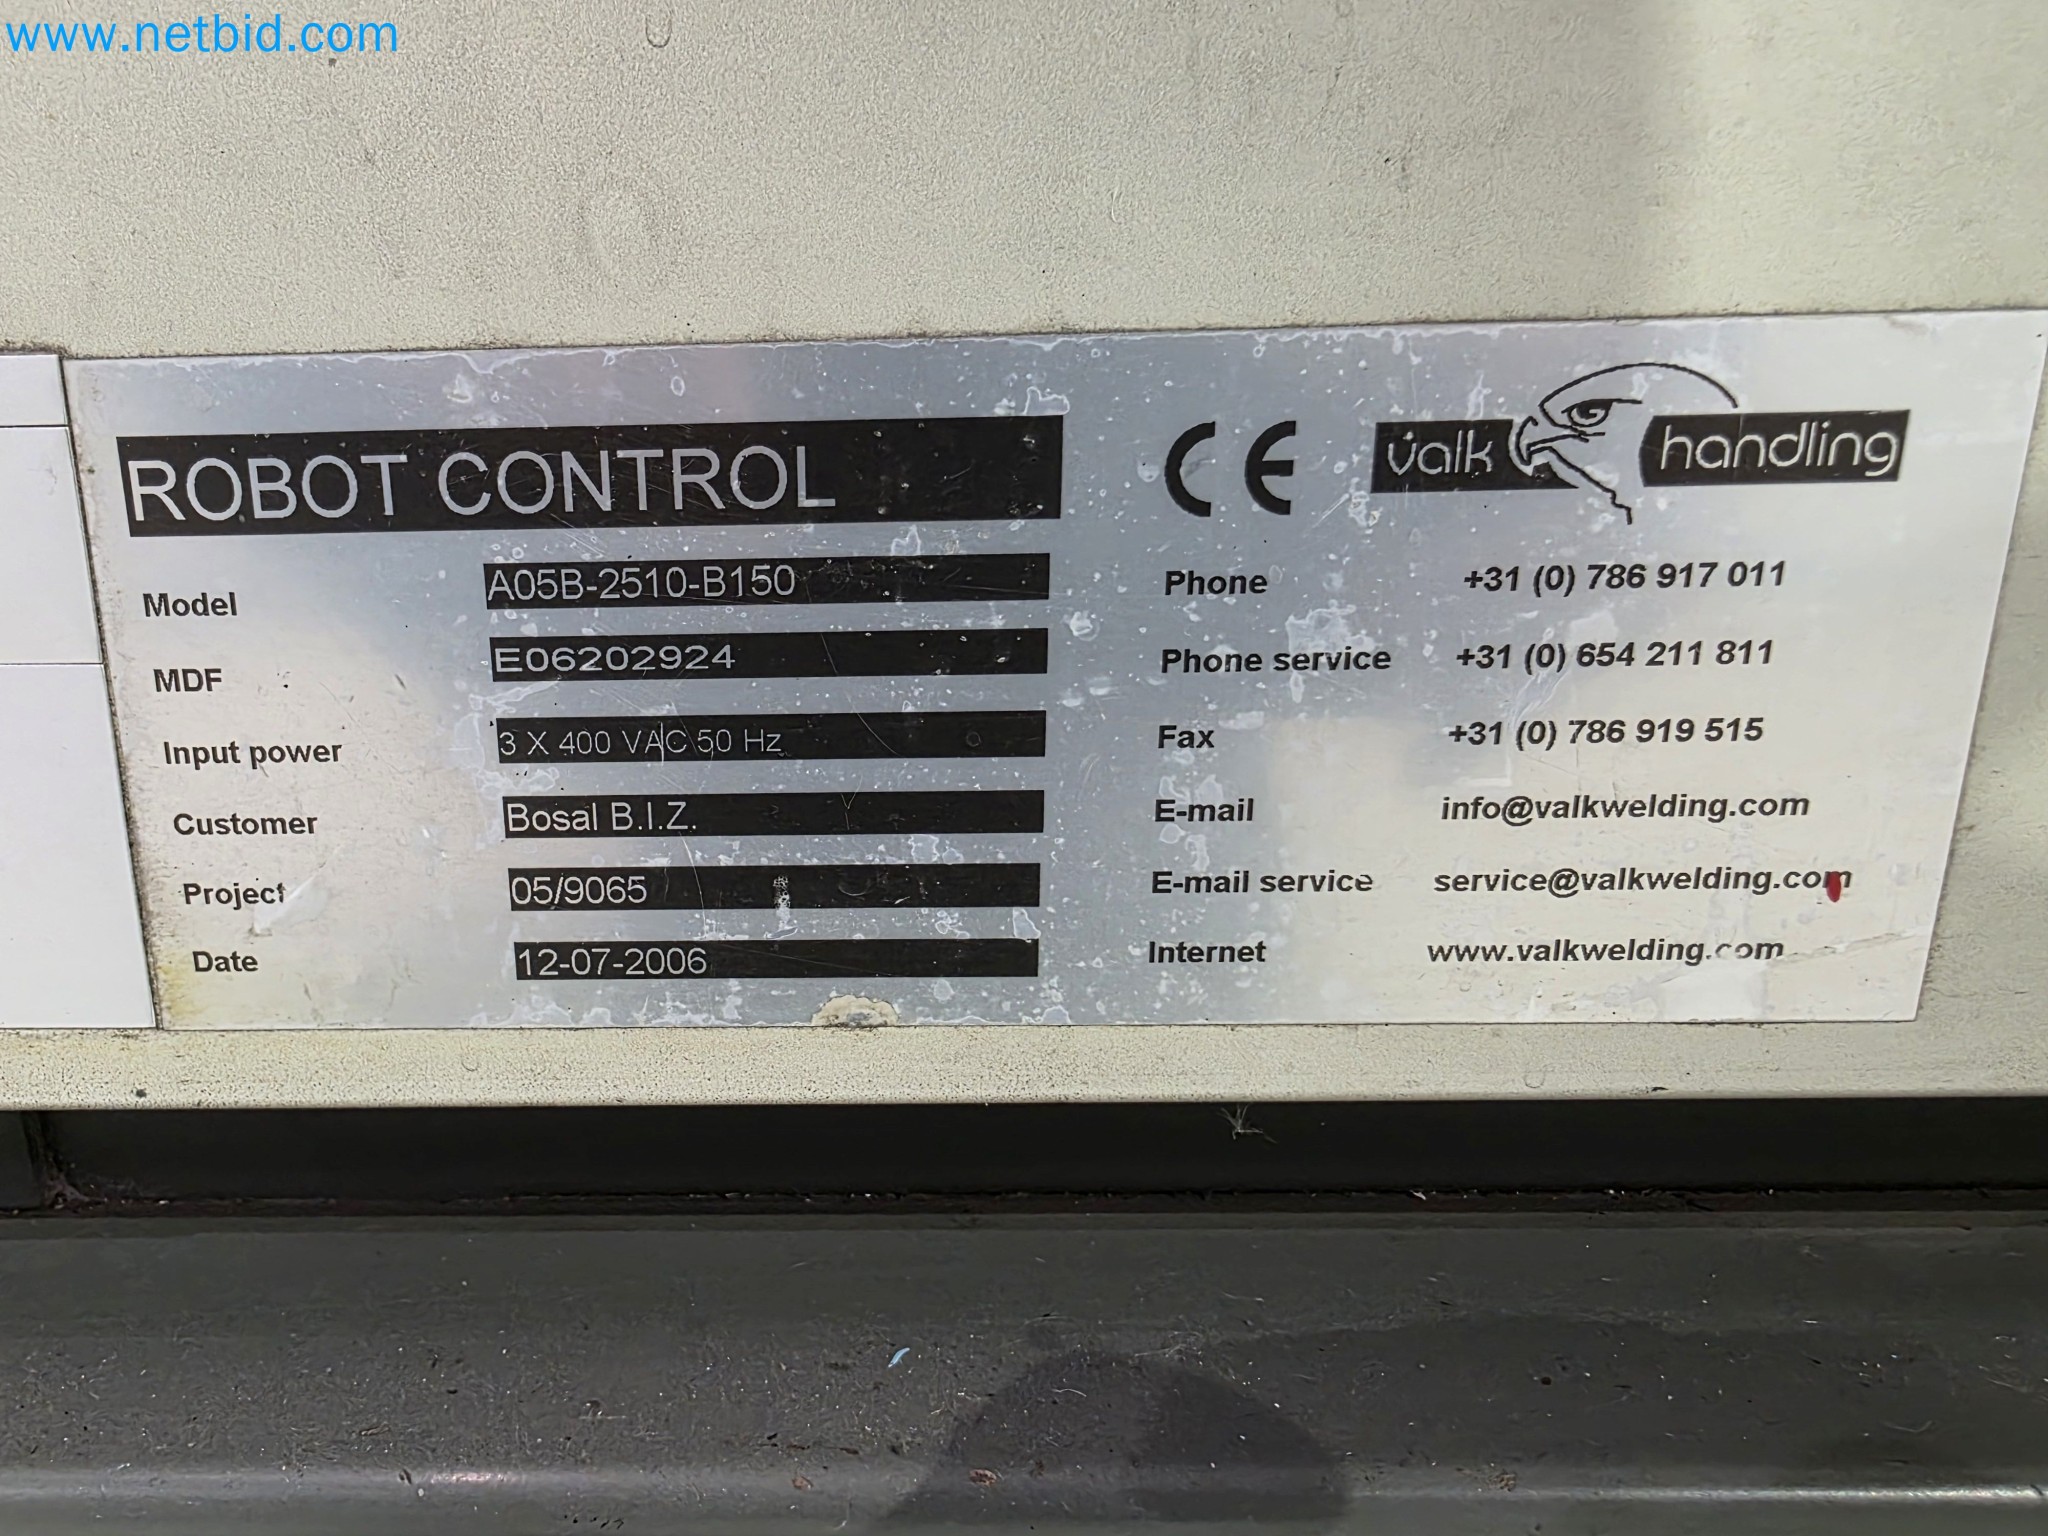 www.netbid.com
ROBOT CONTROL
CE
valk handling
Model A05B-2510-B150
MDF E06202924
Input power 3 X 400 VAC 50 Hz
Customer Bosal B.I.Z.
Project 05/9065
Date 12-07-2006
Phone +31 (0) 786 917 011
Phone service +31 (0) 654 211 811
Fax +31 (0) 786 919 515
E-mail info@valkwelding.com
E-mail service service@valkwelding.com
Internet www.valkwelding.com